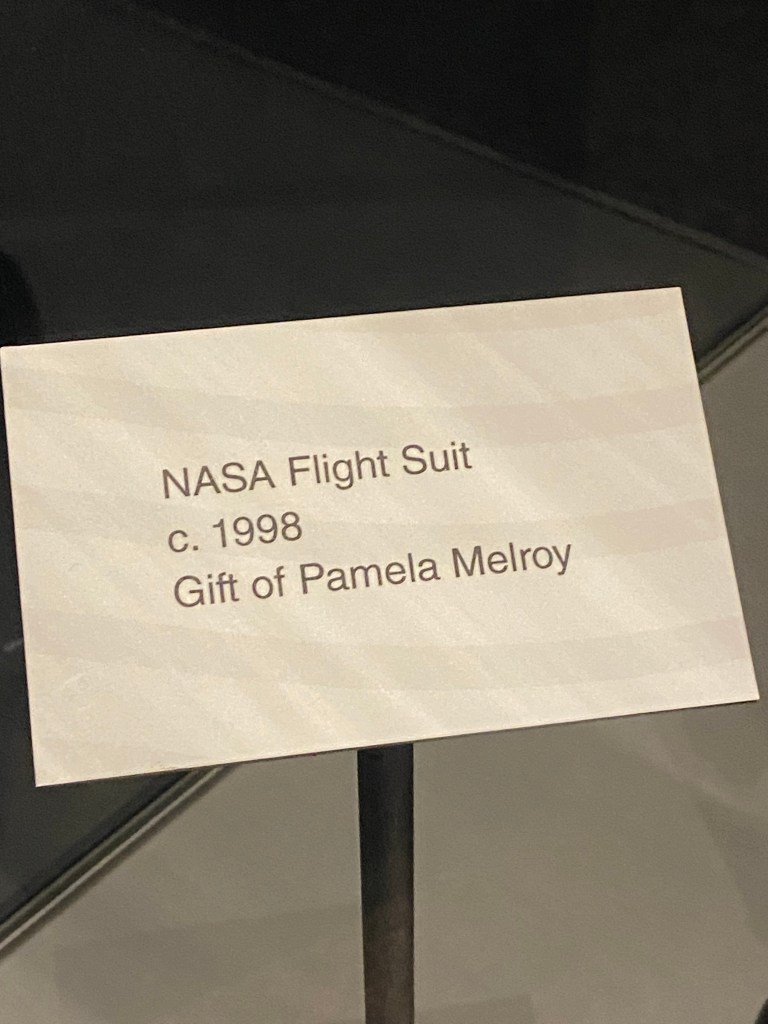 NASA Flight Suit
c. 1998
Gift of Pamela Melroy